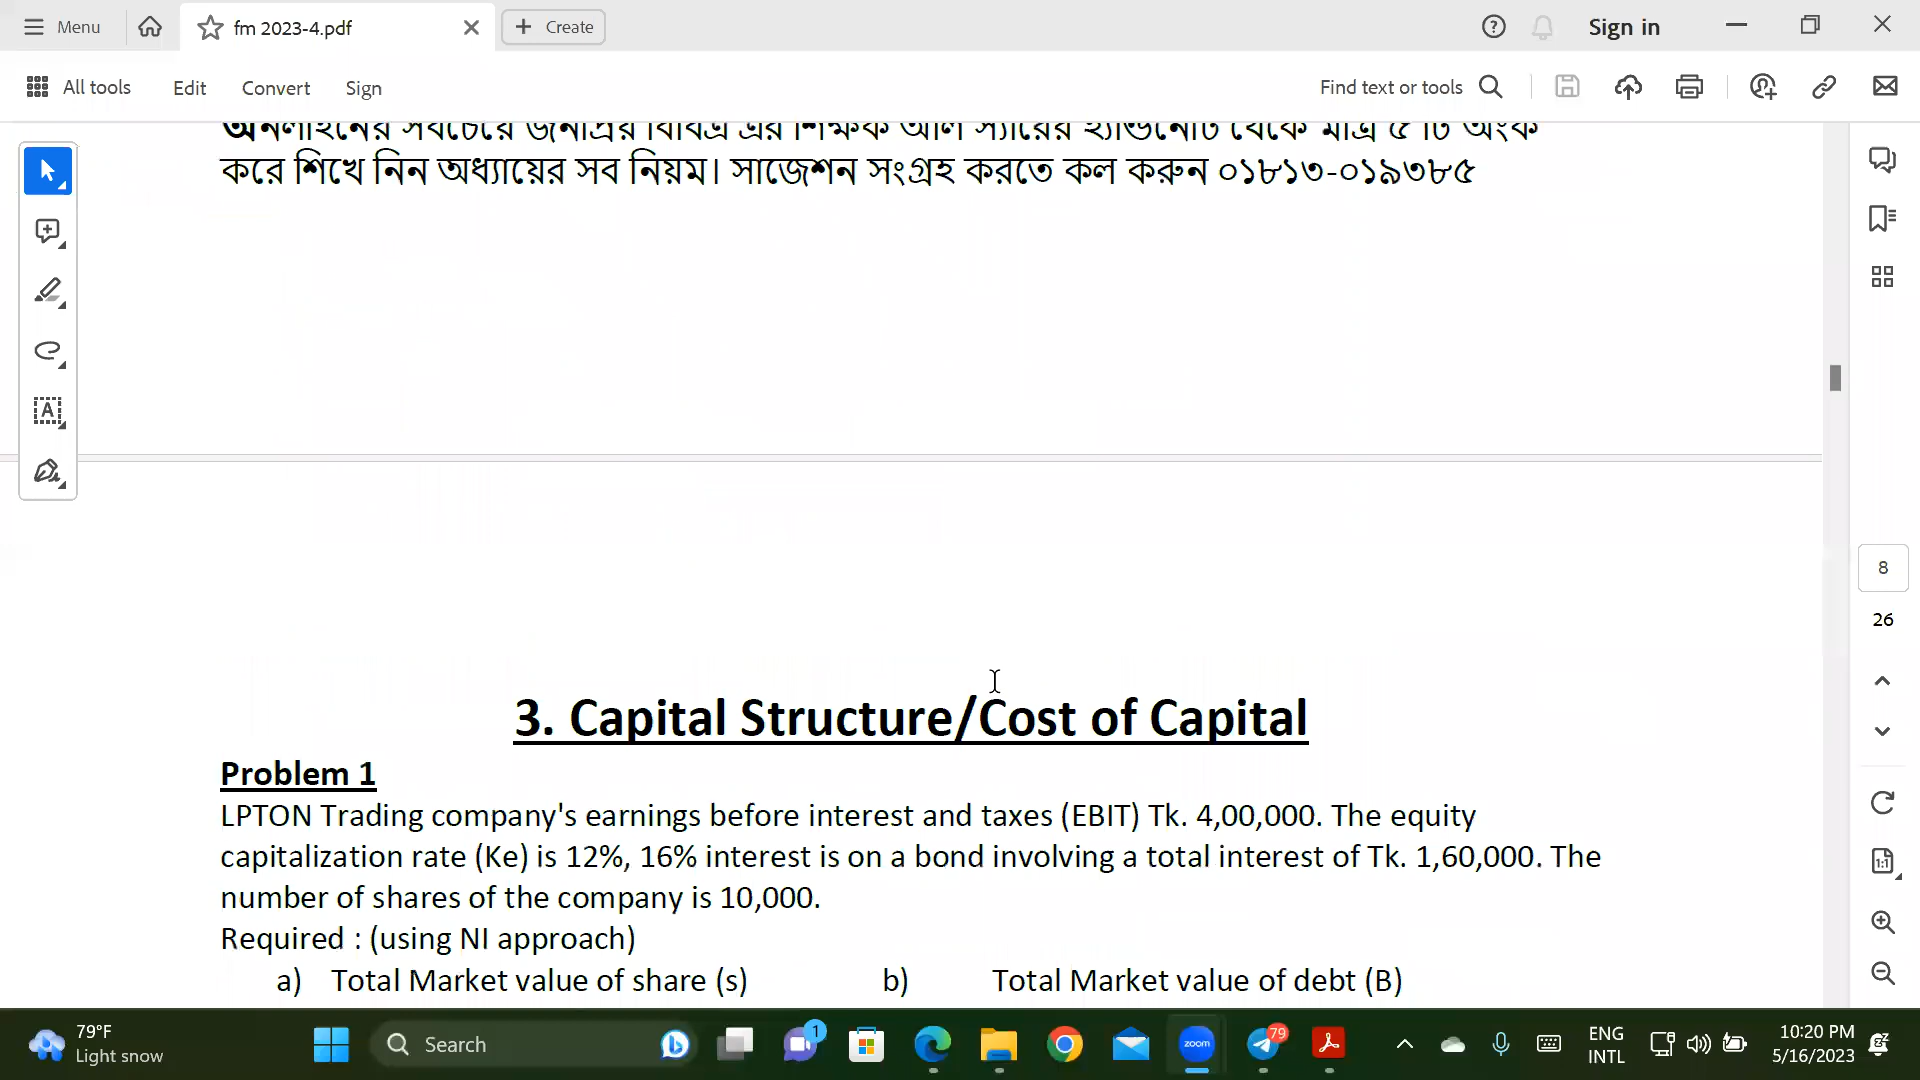 Menu
fm 2023-4.pdf
Create
Sign in
All tools
Edit
Convert
Sign
Find text or tools
করে শিখে নিন অধ্যায়ের সব নিয়ম। সাজেশন সংগ্রহ করতে কল করুন ০১৮১৩-০১৯৩৮৫
8
26
3. Capital Structure/Cost of Capital
Problem 1
LPTON Trading company's earnings before interest and taxes (EBIT) Tk. 4,00,000. The equity
capitalization rate (Ke) is 12%, 16% interest is on a bond involving a total interest of Tk. 1,60,000. The
number of shares of the company is 10,000.
Required : (using NI approach)
a) Total Market value of share (s) b) Total Market value of debt (B)
79°F
Light snow
Search
1
zoom
79
ENG
INTL
10:20 PM
5/16/2023